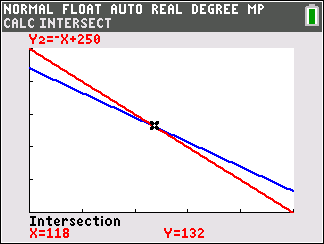 NORMAL FLOAT AUTO REAL DEGREE MP
CALC INTERSECT
Y₂=⁻X+250
Intersection
X=118 Y=132